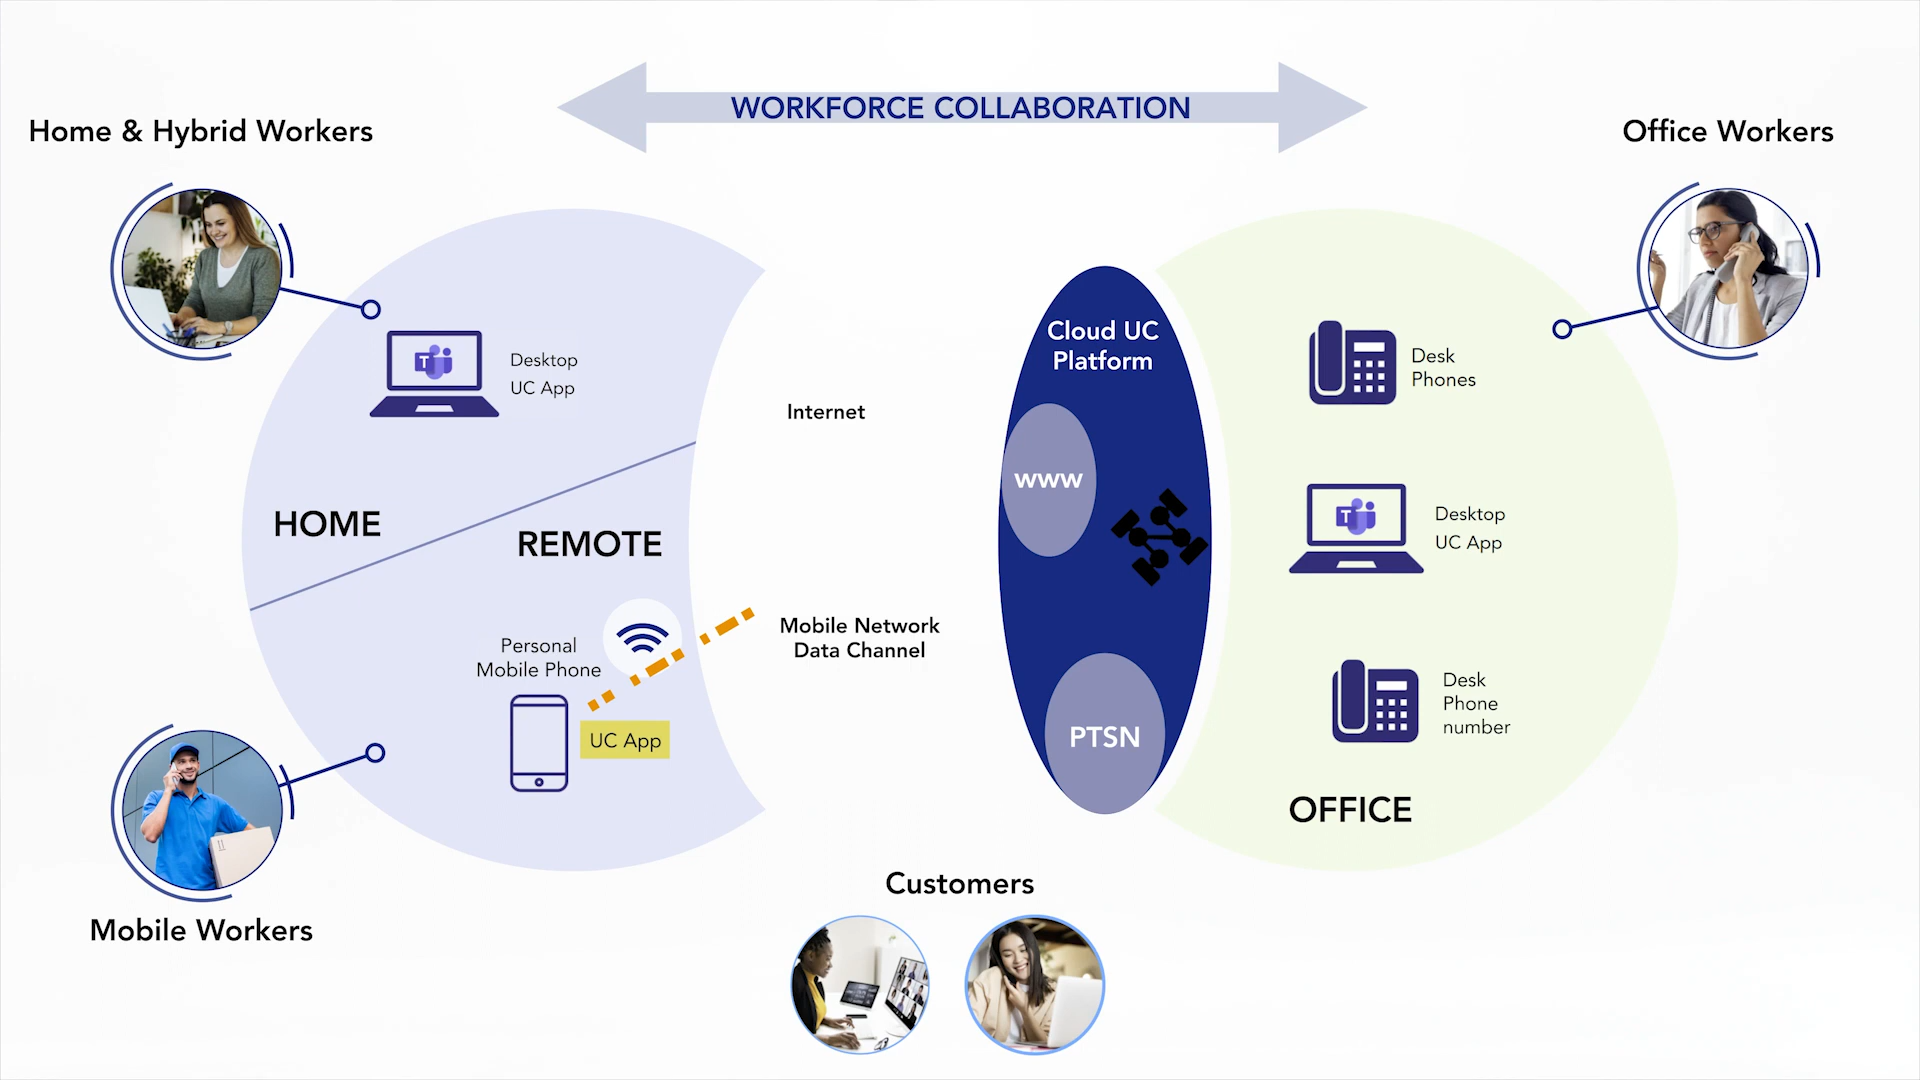 WORKFORCE COLLABORATION
Home & Hybrid Workers
Office Workers
Desktop
UC App
Internet
Cloud UC
Platform
www
Desk
Phones
HOME
REMOTE
Desktop
UC App
Personal
Mobile Phone
UC App
Mobile Network
Data Channel
PTSN
Desk
Phone
number
OFFICE
Customers
Mobile Workers
T
T